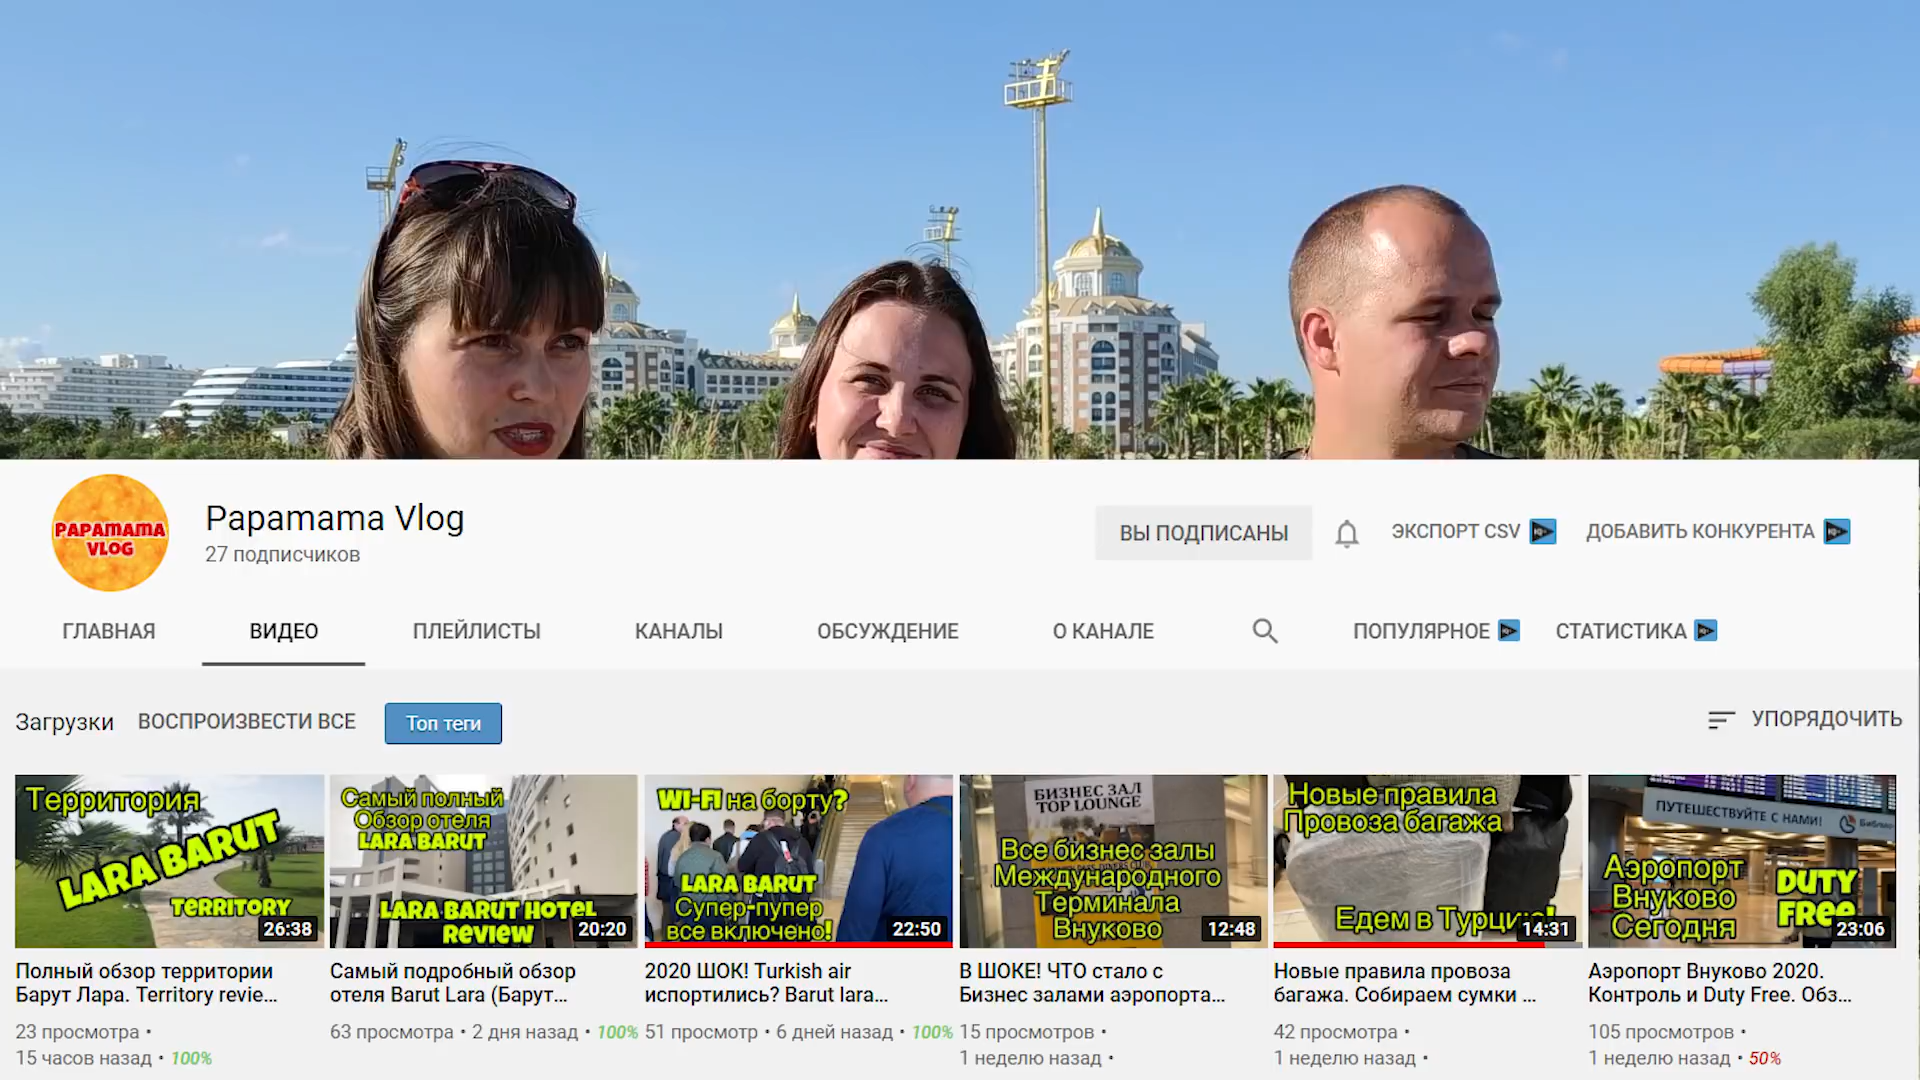 PAPAMAMA
VLOG
Papamama Vlog
27 подписчиков
ВЫ ПОДПИСАНЫ
ЭКСПОРТ CSV
ДОБАВИТЬ КОНКУРЕНТА
ГЛАВНАЯ
ВИДЕО
ПЛЕЙЛИСТЫ
КАНАЛЫ
ОБСУЖДЕНИЕ
О КАНАЛЕ
ПОПУЛЯРНОЕ
СТАТИСТИКА
Загрузки
ВОСПРОИЗВЕСТИ ВСЕ
Топ теги
УПОРЯДОЧИТЬ
Территория
LARA BARUT
TERRITORY
26:38
Полный обзор территории
Барут Лара. Territory revie...
23 просмотра •
15 часов назад • 100%
Самый полный
Обзор отеля
LARA BARUT
LARA BARUT HOTEL
REVIEW
20:20
Самый подробный обзор
отеля Barut Lara (Барут...
63 просмотра • 2 дня назад • 100%
WI-FI на борту?
LARA BARUT
Супер-пупер
все включено!
22:50
2020 ШОК! Turkish air
испортились? Barut lara...
51 просмотр • 6 дней назад • 100%
БИЗНЕС ЗАЛ
TOP LOUNGE
Все бизнес залы
Международного
Терминала
Внуково
12:48
В ШОКЕ! ЧТО стало с
Бизнес залами аэропорта...
15 просмотров •
1 неделю назад •
Новые правила
Провоза багажа
Едем в Турцию!
14:31
Новые правила провоза
багажа. Собираем сумки ...
42 просмотра •
1 неделю назад •
ПУТЕШЕСТВУЙТЕ С НАМИ!
Аэропорт
Внуково
Сегодня
DUTY
FREE
23:06
Аэропорт Внуково 2020.
Контроль и Duty Free. Обз...
105 просмотров •
1 неделю назад • 50%